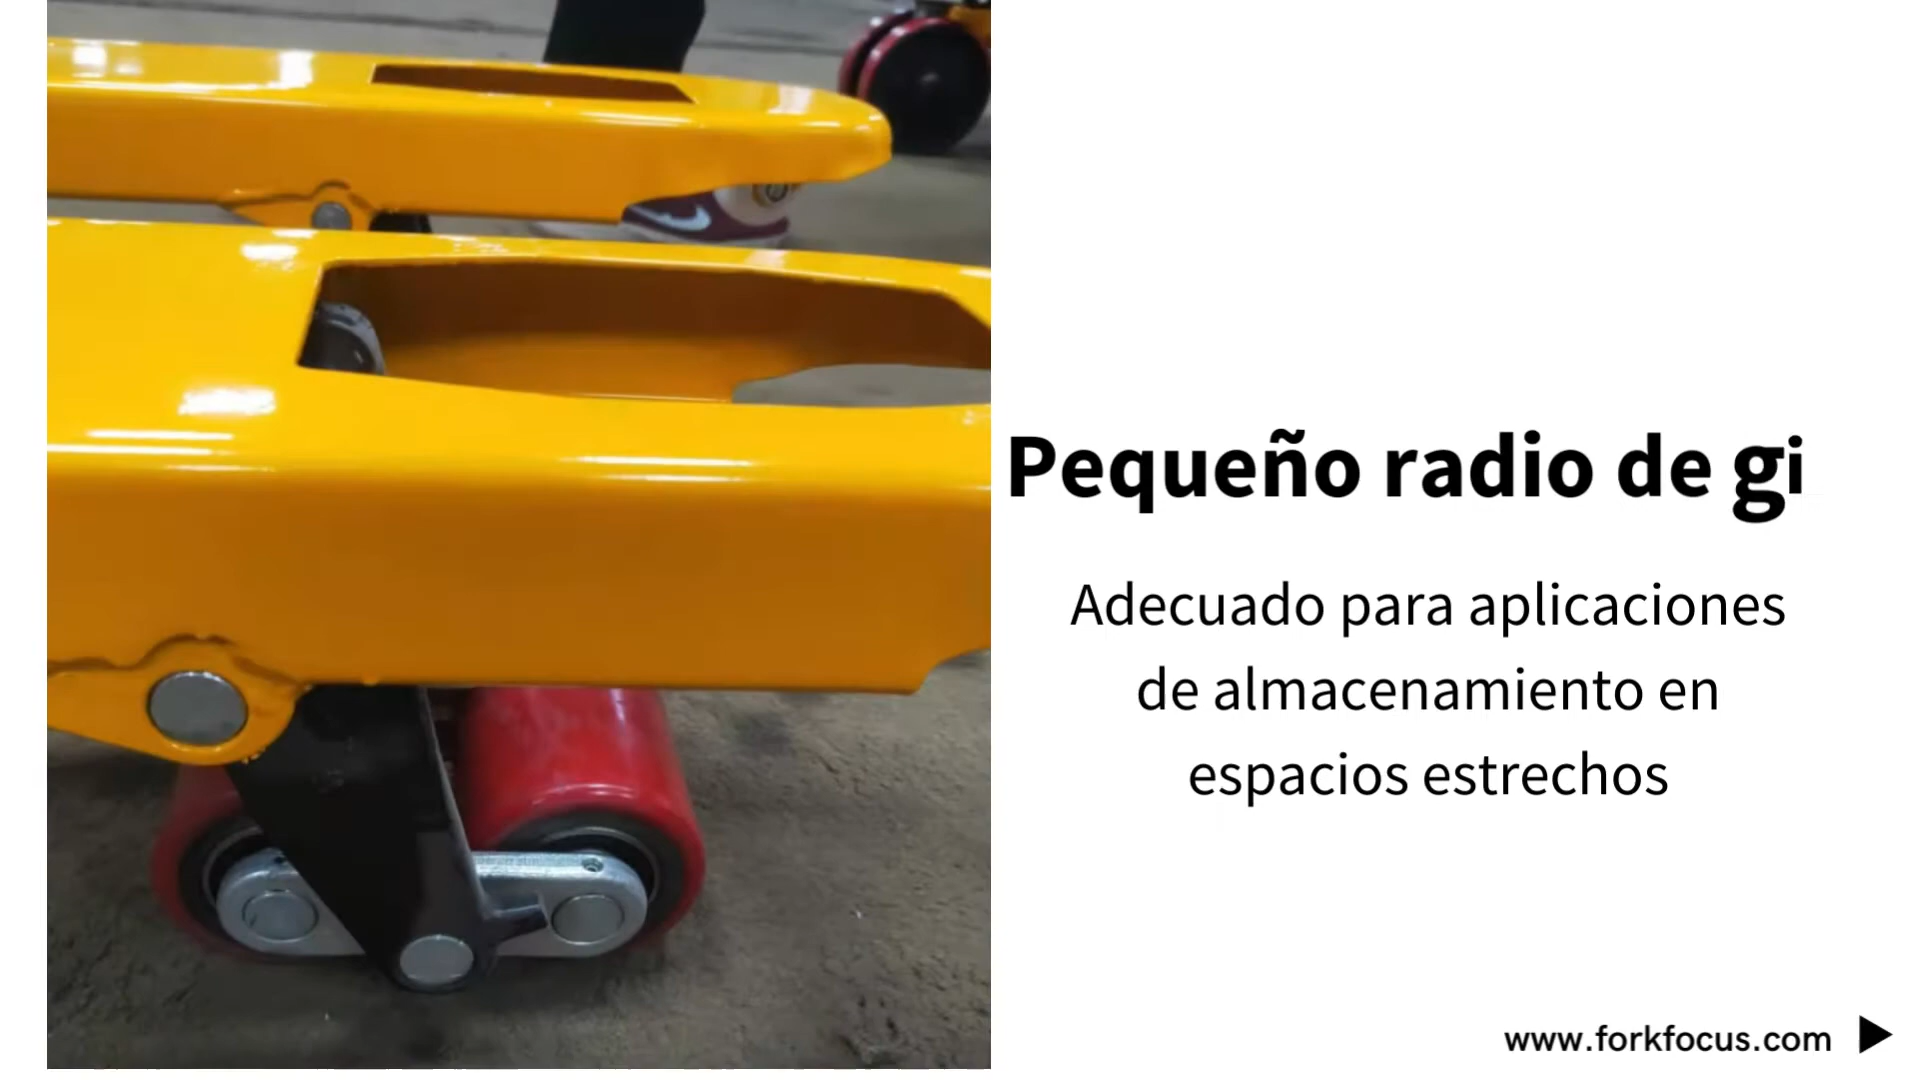 Pequeño radio de gi
Adecuado para aplicaciones
de almacenamiento en
espacios estrechos
www.forkfocus.com